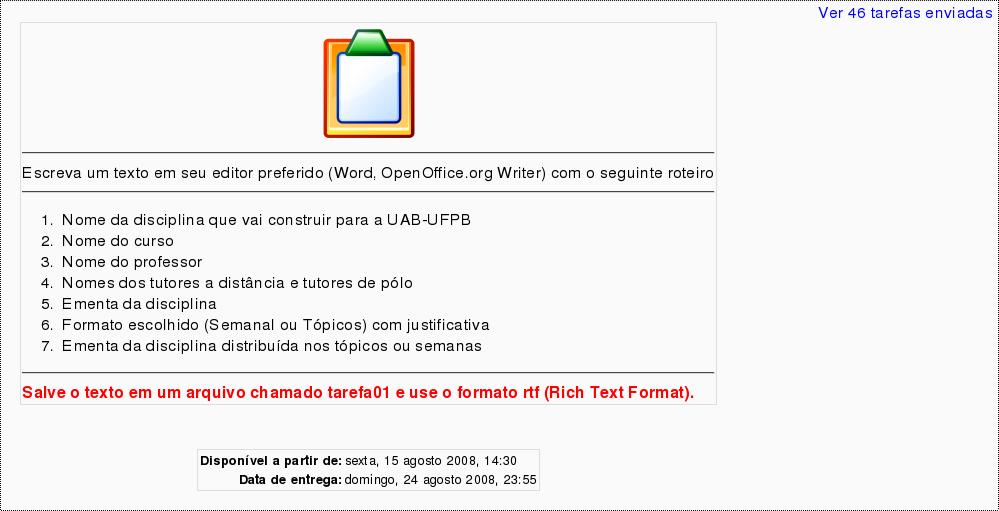 Ver 46 tarefas enviadas
Escreva um texto em seu editor preferido (Word, OpenOffice.org Writer) com o seguinte roteiro
1. Nome da disciplina que vai construir para a UAB-UFPB
2. Nome do curso
3. Nome do professor
4. Nomes dos tutores a distância e tutores de pólo
5. Ementa da disciplina
6. Formato escolhido (Semanal ou Tópicos) com justificativa
7. Ementa da disciplina distribuída nos tópicos ou semanas
Salve o texto em um arquivo chamado tarefa01 e use o formato rtf (Rich Text Format).
Disponível a partir de: sexta, 15 agosto 2008, 14:30
Data de entrega: domingo, 24 agosto 2008, 23:55